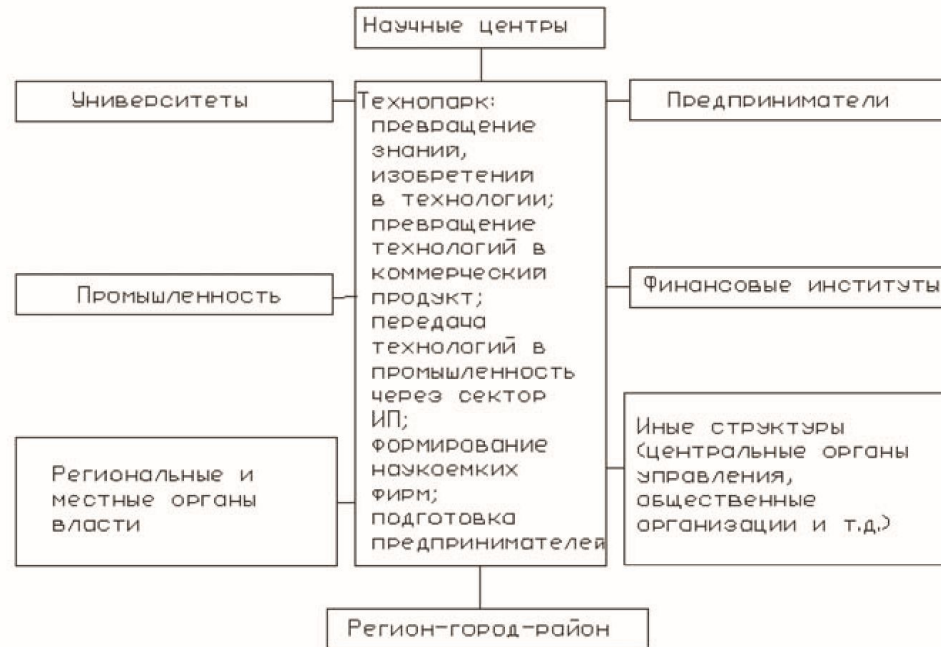 Научные центры
Университеты
Предприниматели
Технопарк:
превращение
знаний,
изобретений
в технологии;
превращение
технологий в
коммерческий
продукт;
передача
технологий в
промышленность
через сектор
ИП;
формирование
наукоемких
фирм;
подготовка
предпринимателей
Промышленность
Финансовые институты
Региональные и
местные органы
власти
Иные структуры
(центральные органы
управления,
общественные
организации и т.д.)
Регион-город-район